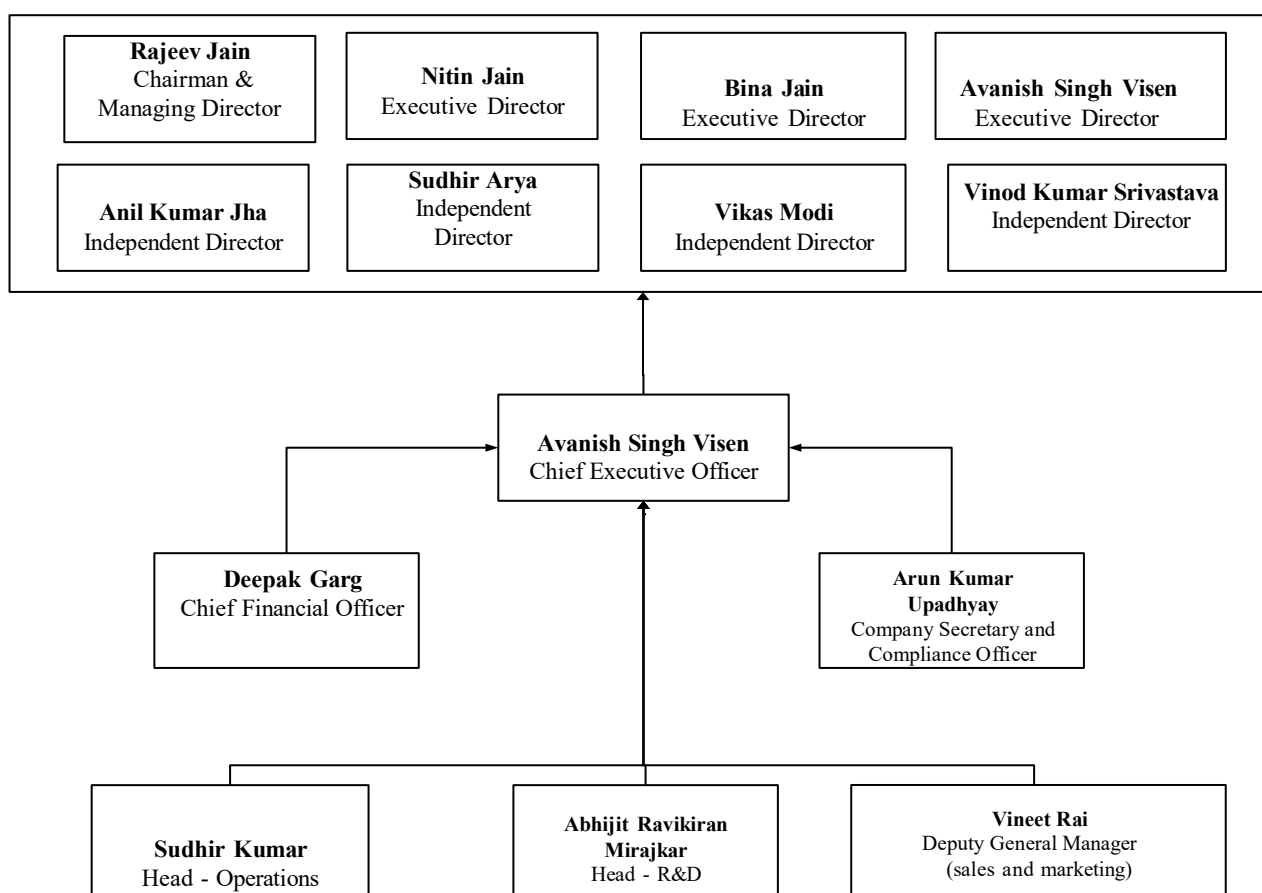 Rajeev Jain
Chairman &
Managing Director
Nitin Jain
Executive Director
Bina Jain
Executive Director
Avanish Singh Visen
Executive Director
Anil Kumar Jha
Independent Director
Sudhir Arya
Independent
Director
Vikas Modi
Independent Director
Vinod Kumar Srivastava
Independent Director
Avanish Singh Visen
Chief Executive Officer
Deepak Garg
Chief Financial Officer
Arun Kumar
Upadhyay
Company Secretary and
Compliance Officer
Sudhir Kumar
Head - Operations
Abhijit Ravikiran
Mirajkar
Head - R&D
Vineet Rai
Deputy General Manager
(sales and marketing)